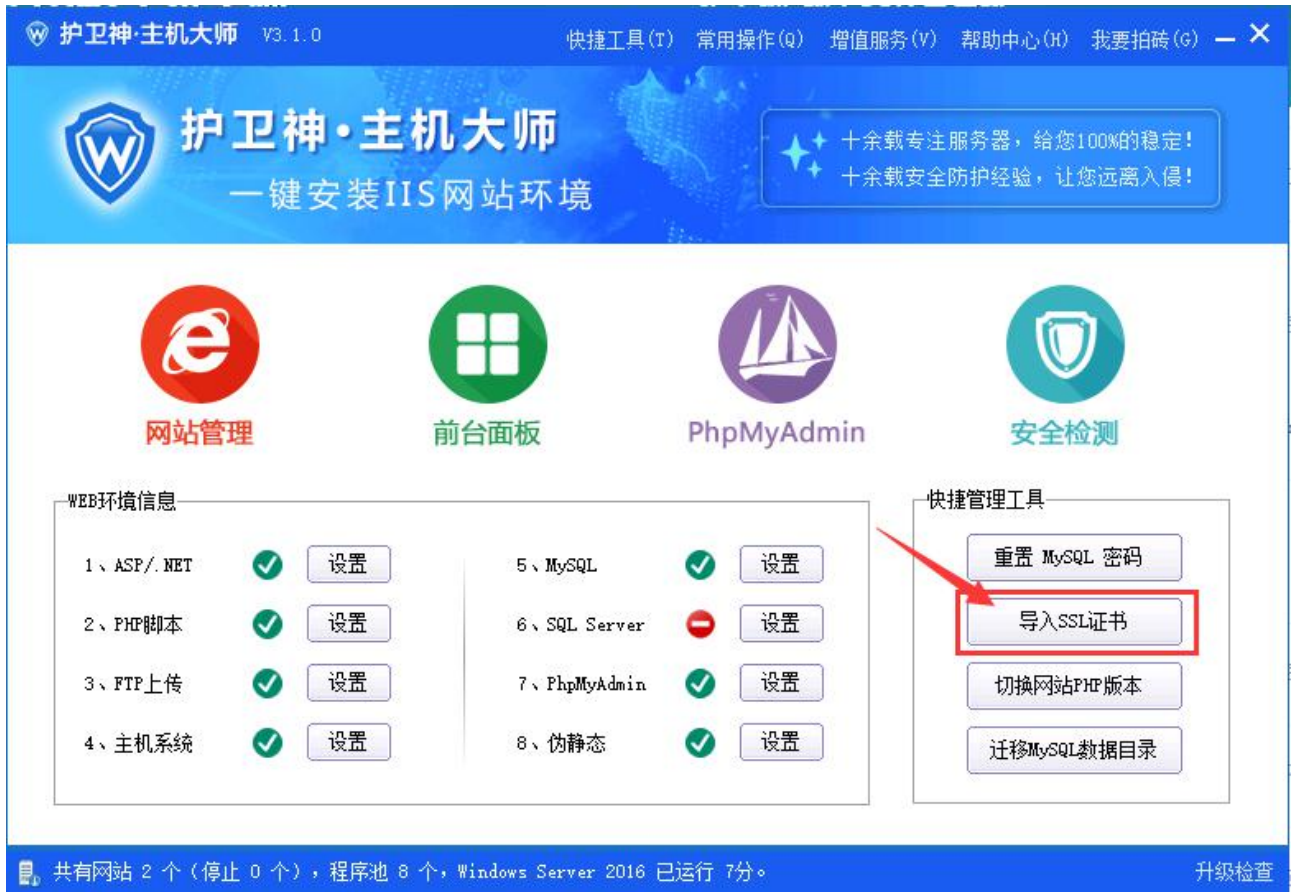 护卫神·主机大师 V3.1.0 快捷工具(T) 常用操作(Q) 增值服务(V) 帮助中心(H) 我要拍砖(G)
护卫神·主机大师
一键安装IIS网站环境
十余载专注服务器，给您100%的稳定！
十余载安全防护经验，让您远离入侵！
网站管理 前台面板 PhpMyAdmin 安全检测
WEB环境信息
1、ASP/.NET 设置 5、MySQL 设置
2、PHP脚本 设置 6、SQL Server 设置
3、FTP上传 设置 7、PhpMyAdmin 设置
4、主机系统 设置 8、伪静态 设置
快捷管理工具
重置 MySQL 密码
导入SSL证书
切换网站PHP版本
迁移MySQL数据目录
共有网站 2 个（停止 0 个），程序池 8 个，Windows Server 2016 已运行 7分。 升级检查